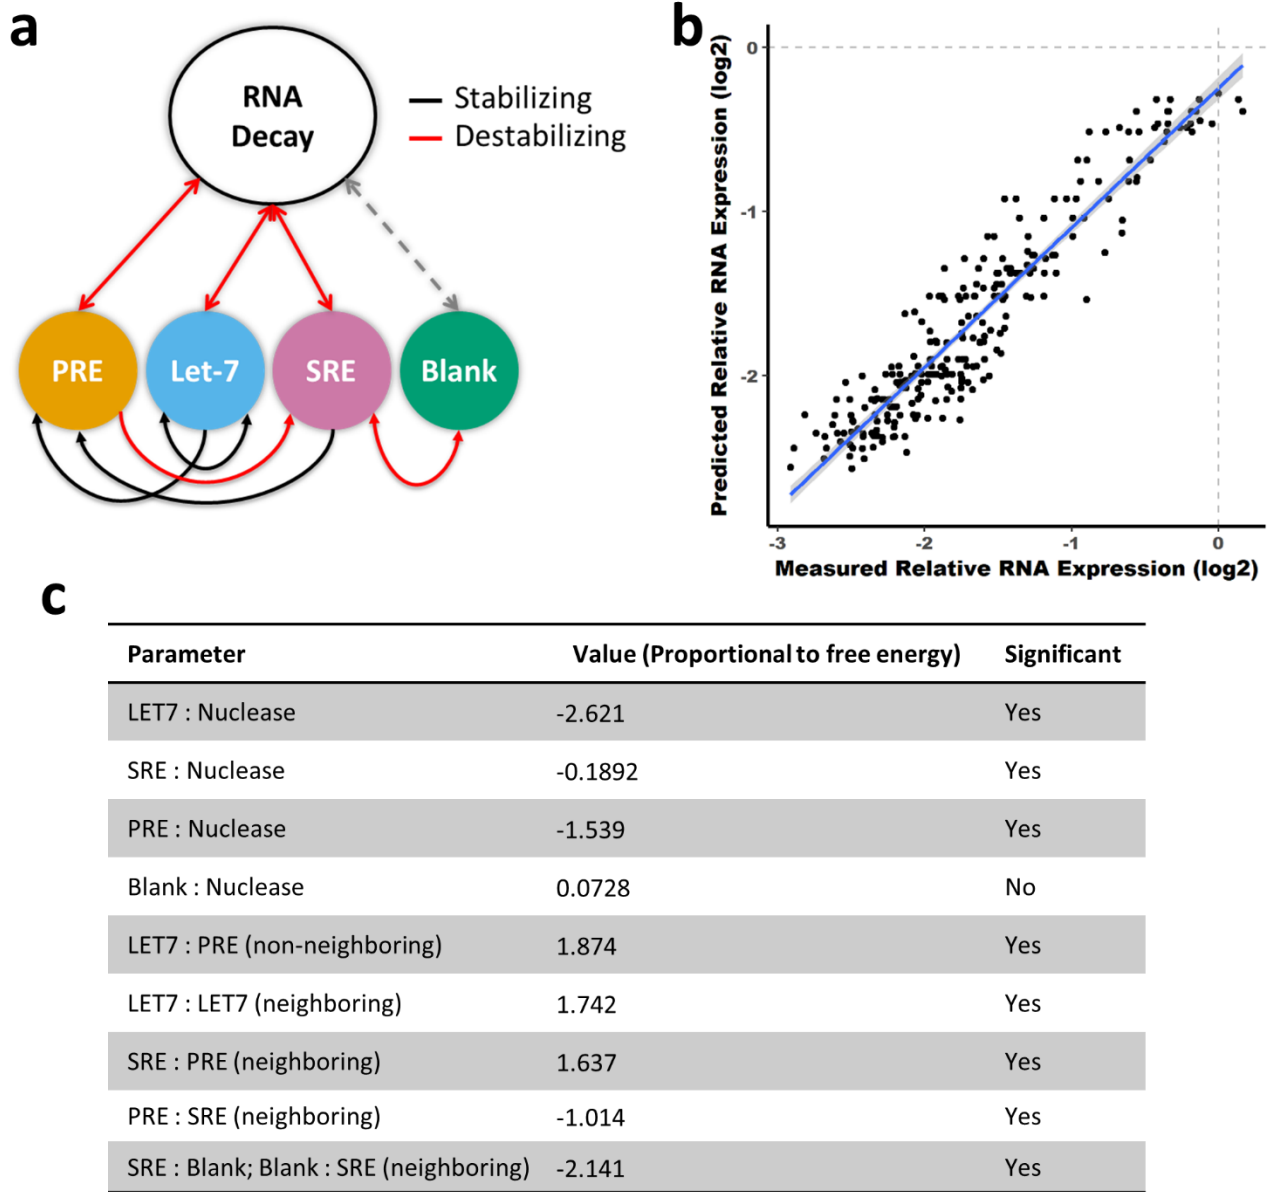 a
RNA
Decay
Stabilizing
Destabilizing
PRE
Let-7
SRE
Blank
b
Predicted Relative RNA Expression (log2)
0
-1
-2
-3
-2
-1
0
Measured Relative RNA Expression (log2)
c
Parameter Value (Proportional to free energy) Significant
LET7 : Nuclease -2.621 Yes
SRE : Nuclease -0.1892 Yes
PRE : Nuclease -1.539 Yes
Blank : Nuclease 0.0728 No
LET7 : PRE (non-neighboring) 1.874 Yes
LET7 : LET7 (neighboring) 1.742 Yes
SRE : PRE (neighboring) 1.637 Yes
PRE : SRE (neighboring) -1.014 Yes
SRE : Blank; Blank : SRE (neighboring) -2.141 Yes